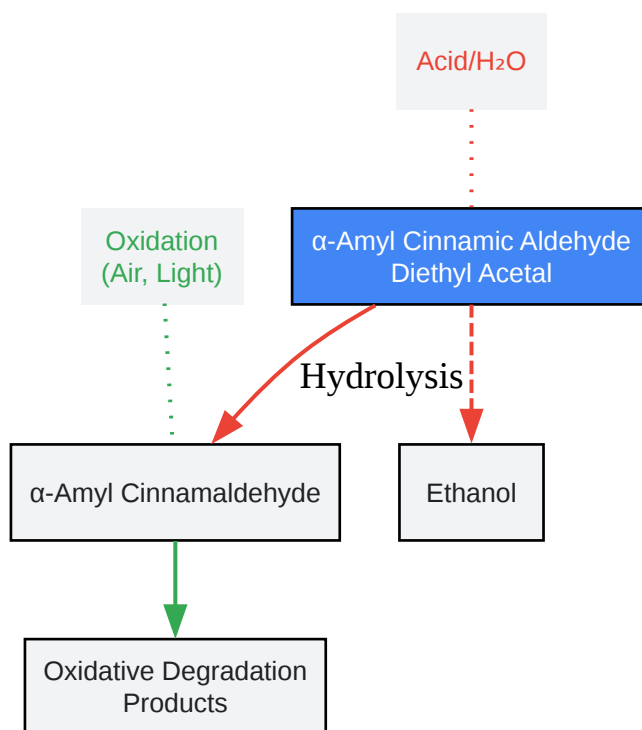 Acid/H₂O
Oxidation
(Air, Light)
α-Amyl Cinnamic Aldehyde
Diethyl Acetal
Hydrolysis
α-Amyl Cinnamaldehyde
Ethanol
Oxidative Degradation
Products